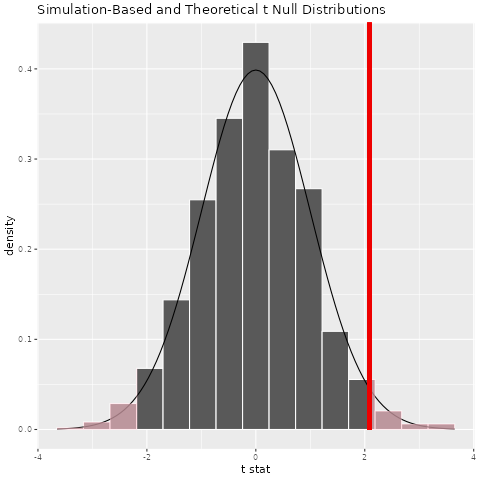 Simulation-Based and Theoretical t Null Distributions
density
0.4
0.3
0.2
0.1
0.0
-4 -2 0 2 4
t stat